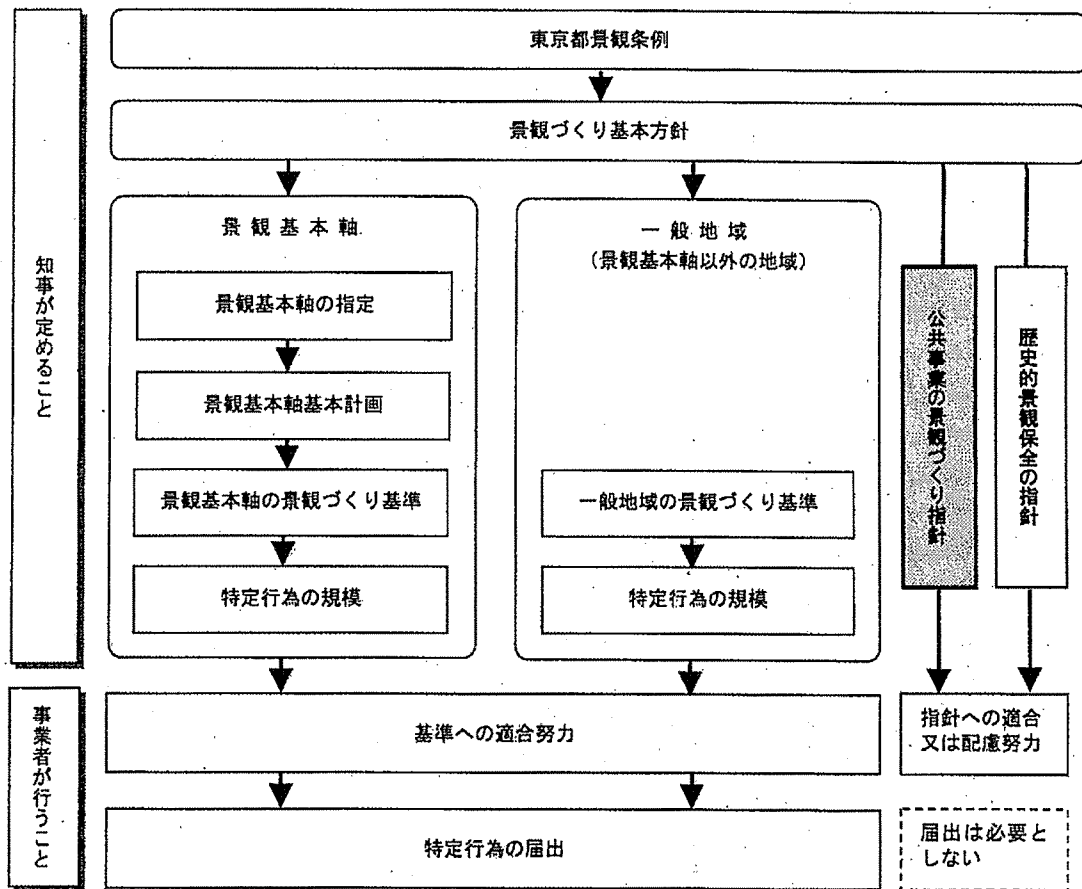 東京都景観条例
景観づくり基本方針
知事が定めること
景観基本軸
景観基本軸の指定
景観基本軸基本計画
景観基本軸の景観づくり基準
特定行為の規模
一般地域
(景観基本軸以外の地域)
一般地域の景観づくり基準
特定行為の規模
公共事業の景観づくり指針
歴史的景観保全の指針
事業者が行うこと
基準への適合努力
指針への適合
又は配慮努力
特定行為の届出
届出は必要と
しない